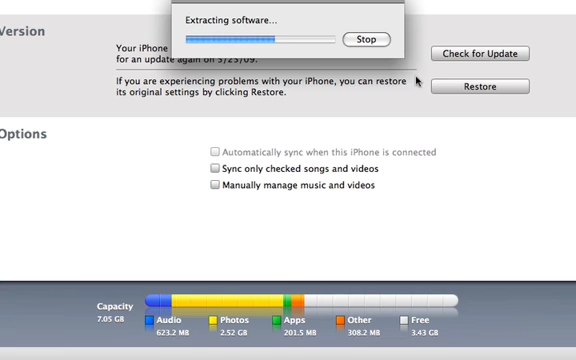 Extracting software...
Stop
Version
Your iPhone
for an update again on 5/25/09.
Check for Update
If you are experiencing problems with your iPhone, you can restore
its original settings by clicking Restore.
Restore
Options
Automatically sync when this iPhone is connected
Sync only checked songs and videos
Manually manage music and videos
Capacity
7.05 GB
Audio
623.2 MB
Photos
2.52 GB
Apps
201.5 MB
Other
308.2 MB
Free
3.43 GB